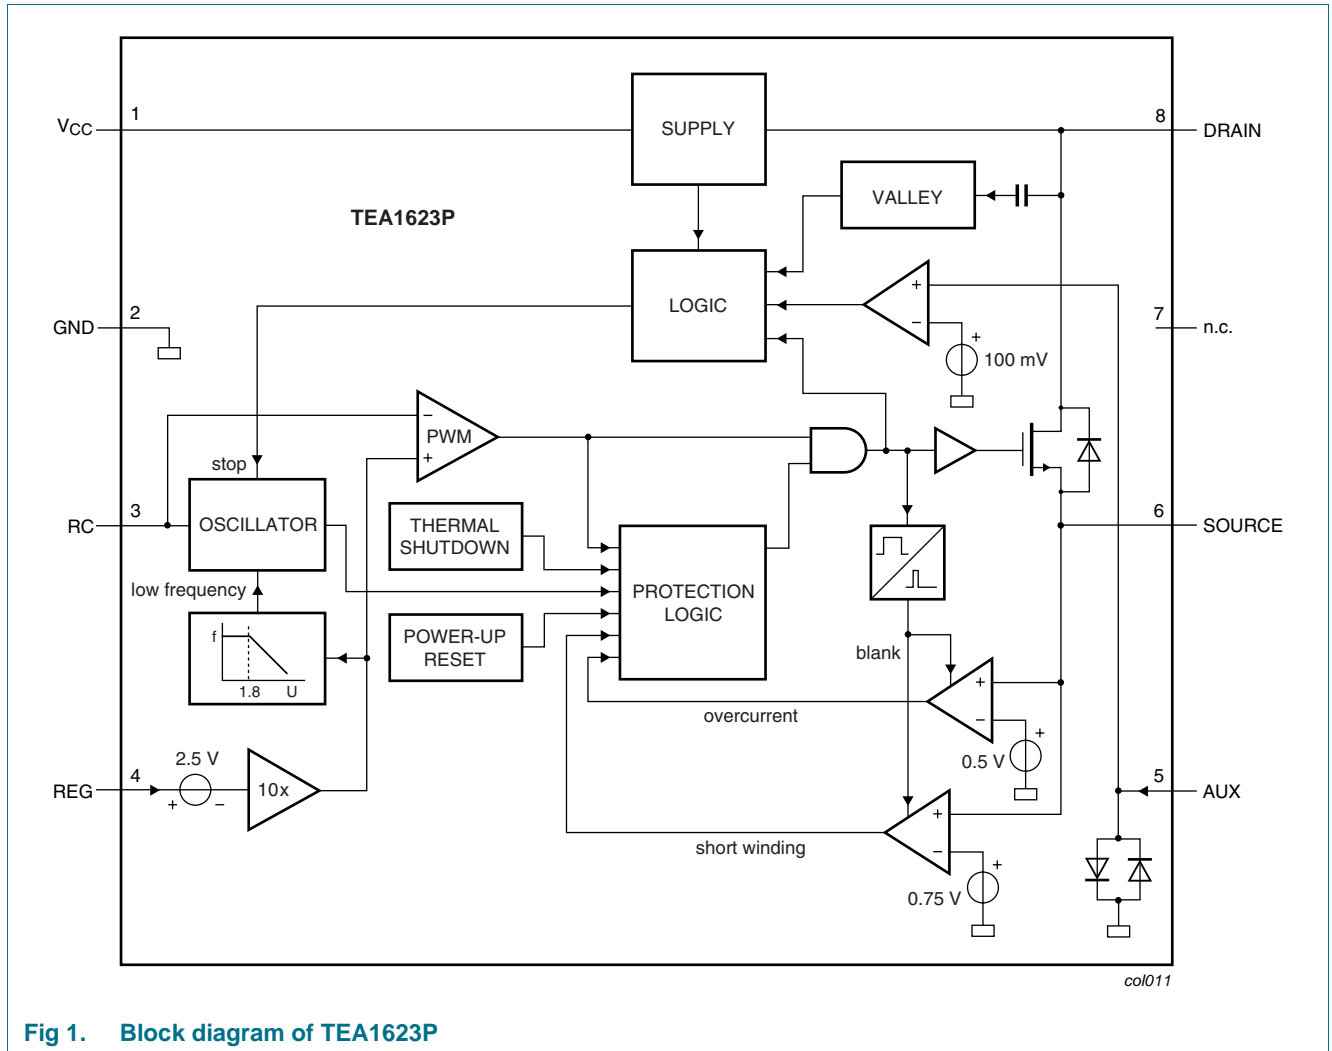 1
8
VCC
SUPPLY
DRAIN
VALLEY
TEA1623P
2
LOGIC
+
7
GND
−
+
n.c.
100 mV
−
PWM
stop
+
3
6
RC
OSCILLATOR
THERMAL
SHUTDOWN
SOURCE
low frequency
PROTECTION
LOGIC
f
POWER-UP
RESET
1.8
U
blank
+
overcurrent
−
+
2.5 V
0.5 V
4
5
REG
10x
AUX
+
−
+
short winding
−
+
0.75 V
col011
Fig 1. Block diagram of TEA1623P